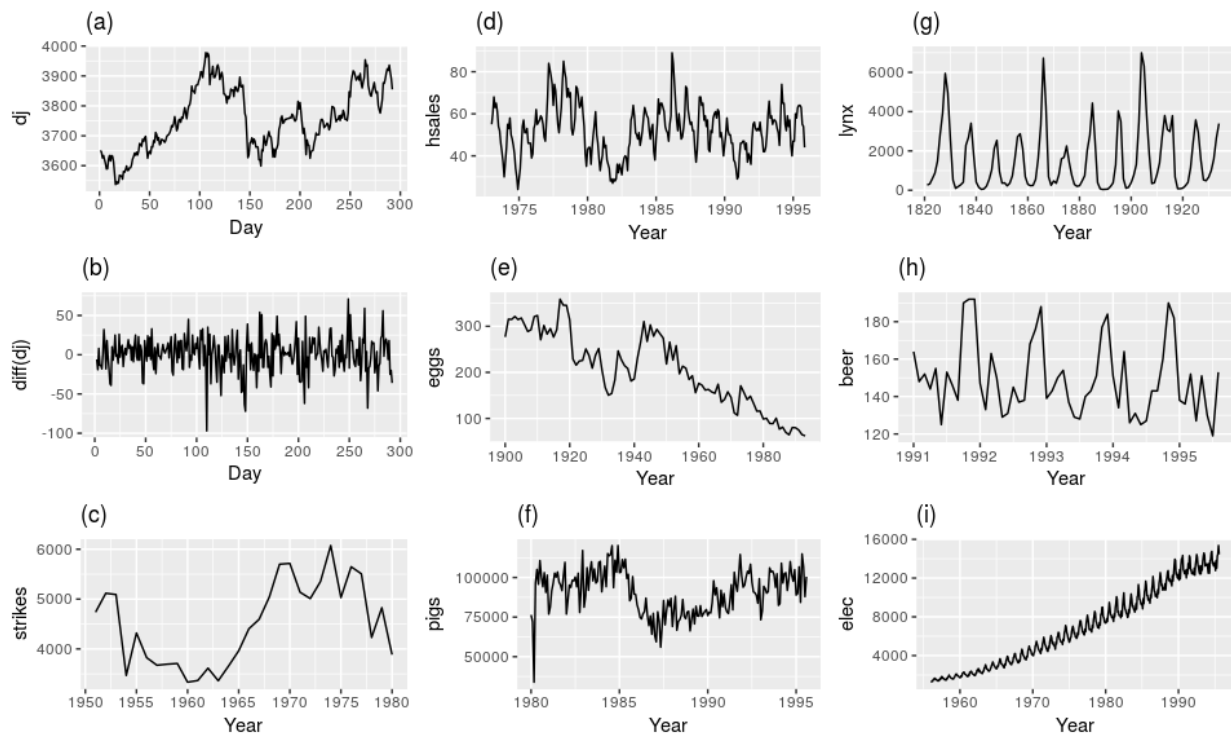 (a)
dj
4000
3900
3800
3700
3600
0 50 100 150 200 250 300
Day
(d)
hsales
80
60
40
1975 1980 1985 1990 1995
Year
(g)
lynx
6000
4000
2000
0
1820 1840 1860 1880 1900 1920
Year
(b)
diff(dj)
50
0
-50
-100
0 50 100 150 200 250 300
Day
(e)
eggs
300
200
100
1900 1920 1940 1960 1980
Year
(h)
beer
180
160
140
120
1991 1992 1993 1994 1995
Year
(c)
strikes
6000
5000
4000
1950 1955 1960 1965 1970 1975 1980
Year
(f)
pigs
100000
75000
50000
1980 1985 1990 1995
Year
(i)
elec
16000
12000
8000
4000
1960 1970 1980 1990
Year